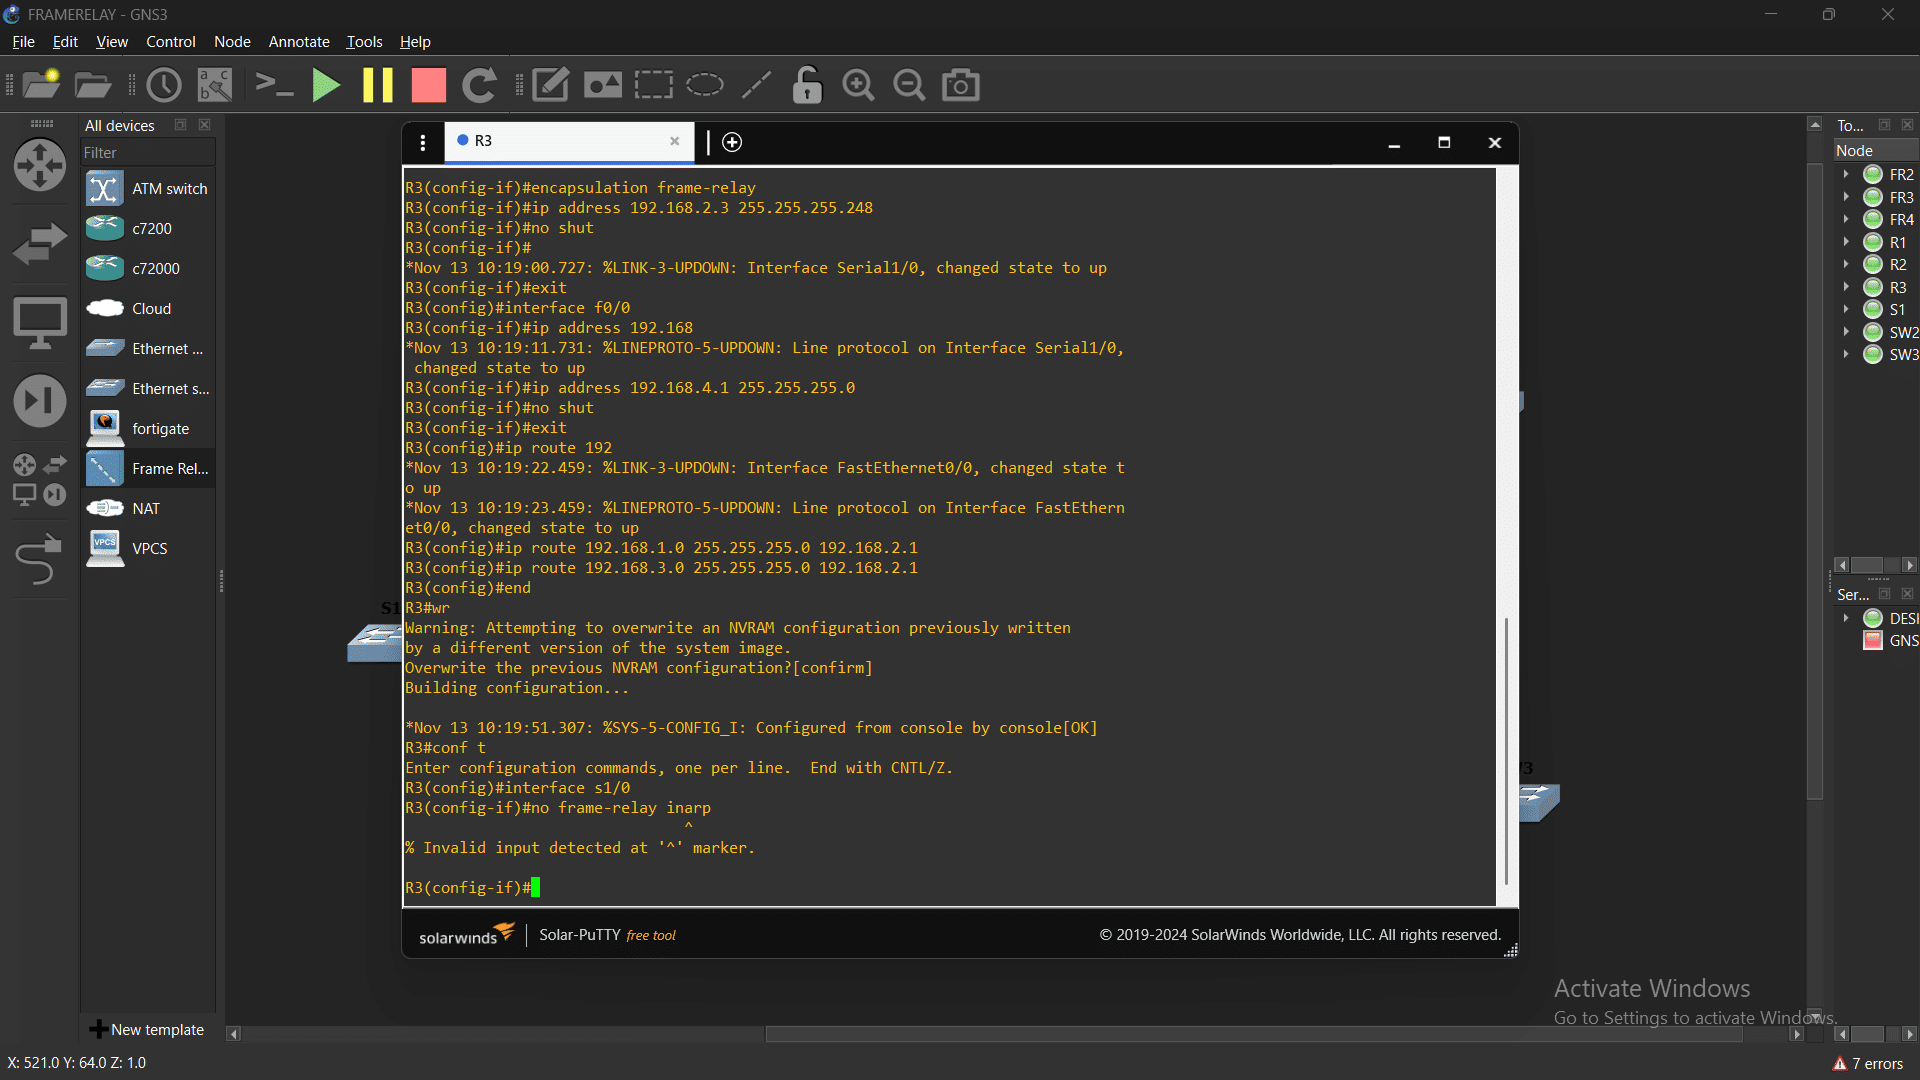 FRAMERELAY - GNS3
File Edit View Control Node Annotate Tools Help
All devices
Filter
ATM switch
c7200
c72000
Cloud
Ethernet ...
Ethernet s...
fortigate
Frame Rel...
NAT
VPCS
New template
S1
R3
R3(config-if)#encapsulation frame-relay
R3(config-if)#ip address 192.168.2.3 255.255.255.248
R3(config-if)#no shut
R3(config-if)#
*Nov 13 10:19:00.727: %LINK-3-UPDOWN: Interface Serial1/0, changed state to up
R3(config-if)#exit
R3(config)#interface f0/0
R3(config-if)#ip address 192.168
*Nov 13 10:19:11.731: %LINEPROTO-5-UPDOWN: Line protocol on Interface Serial1/0,
 changed state to up
R3(config-if)#ip address 192.168.4.1 255.255.255.0
R3(config-if)#no shut
R3(config-if)#exit
R3(config)#ip route 192
*Nov 13 10:19:22.459: %LINK-3-UPDOWN: Interface FastEthernet0/0, changed state t
o up
*Nov 13 10:19:23.459: %LINEPROTO-5-UPDOWN: Line protocol on Interface FastEthern
et0/0, changed state to up
R3(config)#ip route 192.168.1.0 255.255.255.0 192.168.2.1
R3(config)#ip route 192.168.3.0 255.255.255.0 192.168.2.1
R3(config)#end
R3#wr
Warning: Attempting to overwrite an NVRAM configuration previously written
by a different version of the system image.
Overwrite the previous NVRAM configuration?[confirm]
Building configuration...
*Nov 13 10:19:51.307: %SYS-5-CONFIG_I: Configured from console by console[OK]
R3#conf t
Enter configuration commands, one per line.  End with CNTL/Z.
R3(config)#interface s1/0
R3(config-if)#no frame-relay inarp
^
% Invalid input detected at '^' marker.
R3(config-if)#
solarwinds Solar-PuTTY free tool
© 2019-2024 SolarWinds Worldwide, LLC. All rights reserved.
To...
Node
FR2
FR3
FR4
R1
R2
R3
S1
SW2
SW3
Ser...
DESI
GNS
Activate Windows
Go to Settings to activate Windows.
X: 521.0 Y: 64.0 Z: 1.0
7 errors